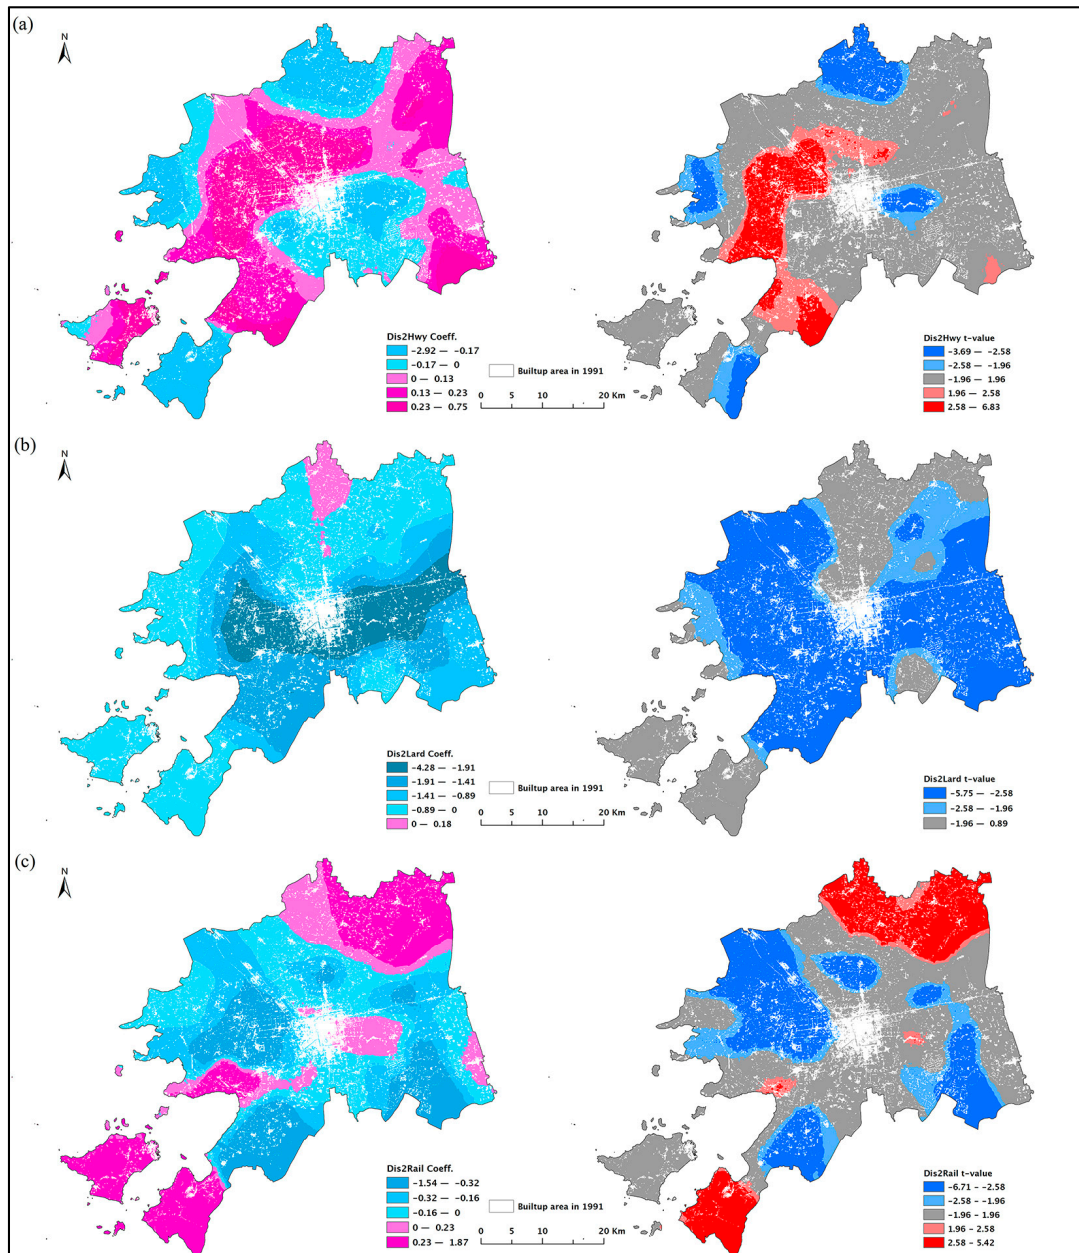 (a)
N
Dis2Hwy Coeff.
−2.92 — −0.17
−0.17 — 0
0 — 0.13
0.13 — 0.23
0.23 — 0.75
Builtup area in 1991
0 5 10 20 Km
Dis2Hwy t-value
−3.69 — −2.58
−2.58 — −1.96
−1.96 — 1.96
1.96 — 2.58
2.58 — 6.83
(b)
N
Dis2Lard Coeff.
−4.28 — −1.91
−1.91 — −1.41
−1.41 — −0.89
−0.89 — 0
0 — 0.18
Builtup area in 1991
0 5 10 20 Km
Dis2Lard t-value
−5.75 — −2.58
−2.58 — −1.96
−1.96 — 0.89
(c)
N
Dis2Rail Coeff.
−1.54 — −0.32
−0.32 — −0.16
−0.16 — 0
0 — 0.23
0.23 — 1.87
Builtup area in 1991
0 5 10 20 Km
Dis2Rail t-value
−6.71 — −2.58
−2.58 — −1.96
−1.96 – 1.96
1.96 – 2.58
2.58 – 5.42